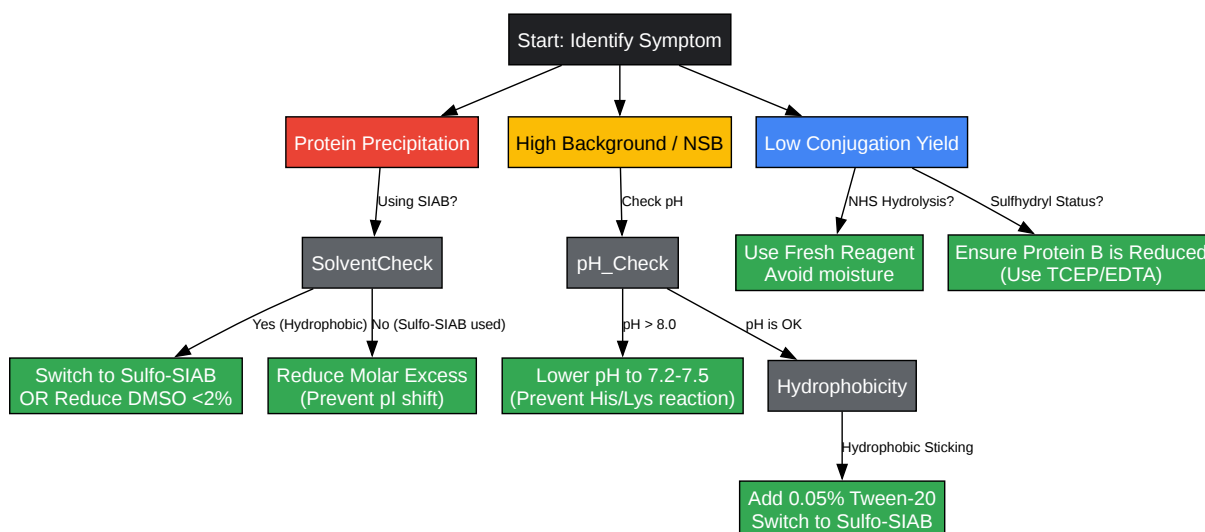 Start: Identify Symptom
Protein Precipitation
High Background / NSB
Low Conjugation Yield
Using SIAB?
Check pH
NHS Hydrolysis?
Sulfhydryl Status?
SolventCheck
pH_Check
Use Fresh Reagent
Avoid moisture
Ensure Protein B is Reduced
(Use TCEP/EDTA)
Yes (Hydrophobic)
No (Sulfo-SIAB used)
pH > 8.0
pH is OK
Switch to Sulfo-SIAB
OR Reduce DMSO <2%
Reduce Molar Excess
(Prevent pI shift)
Lower pH to 7.2-7.5
(Prevent His/Lys reaction)
Hydrophobicity
Hydrophobic Sticking
Add 0.05% Tween-20
Switch to Sulfo-SIAB